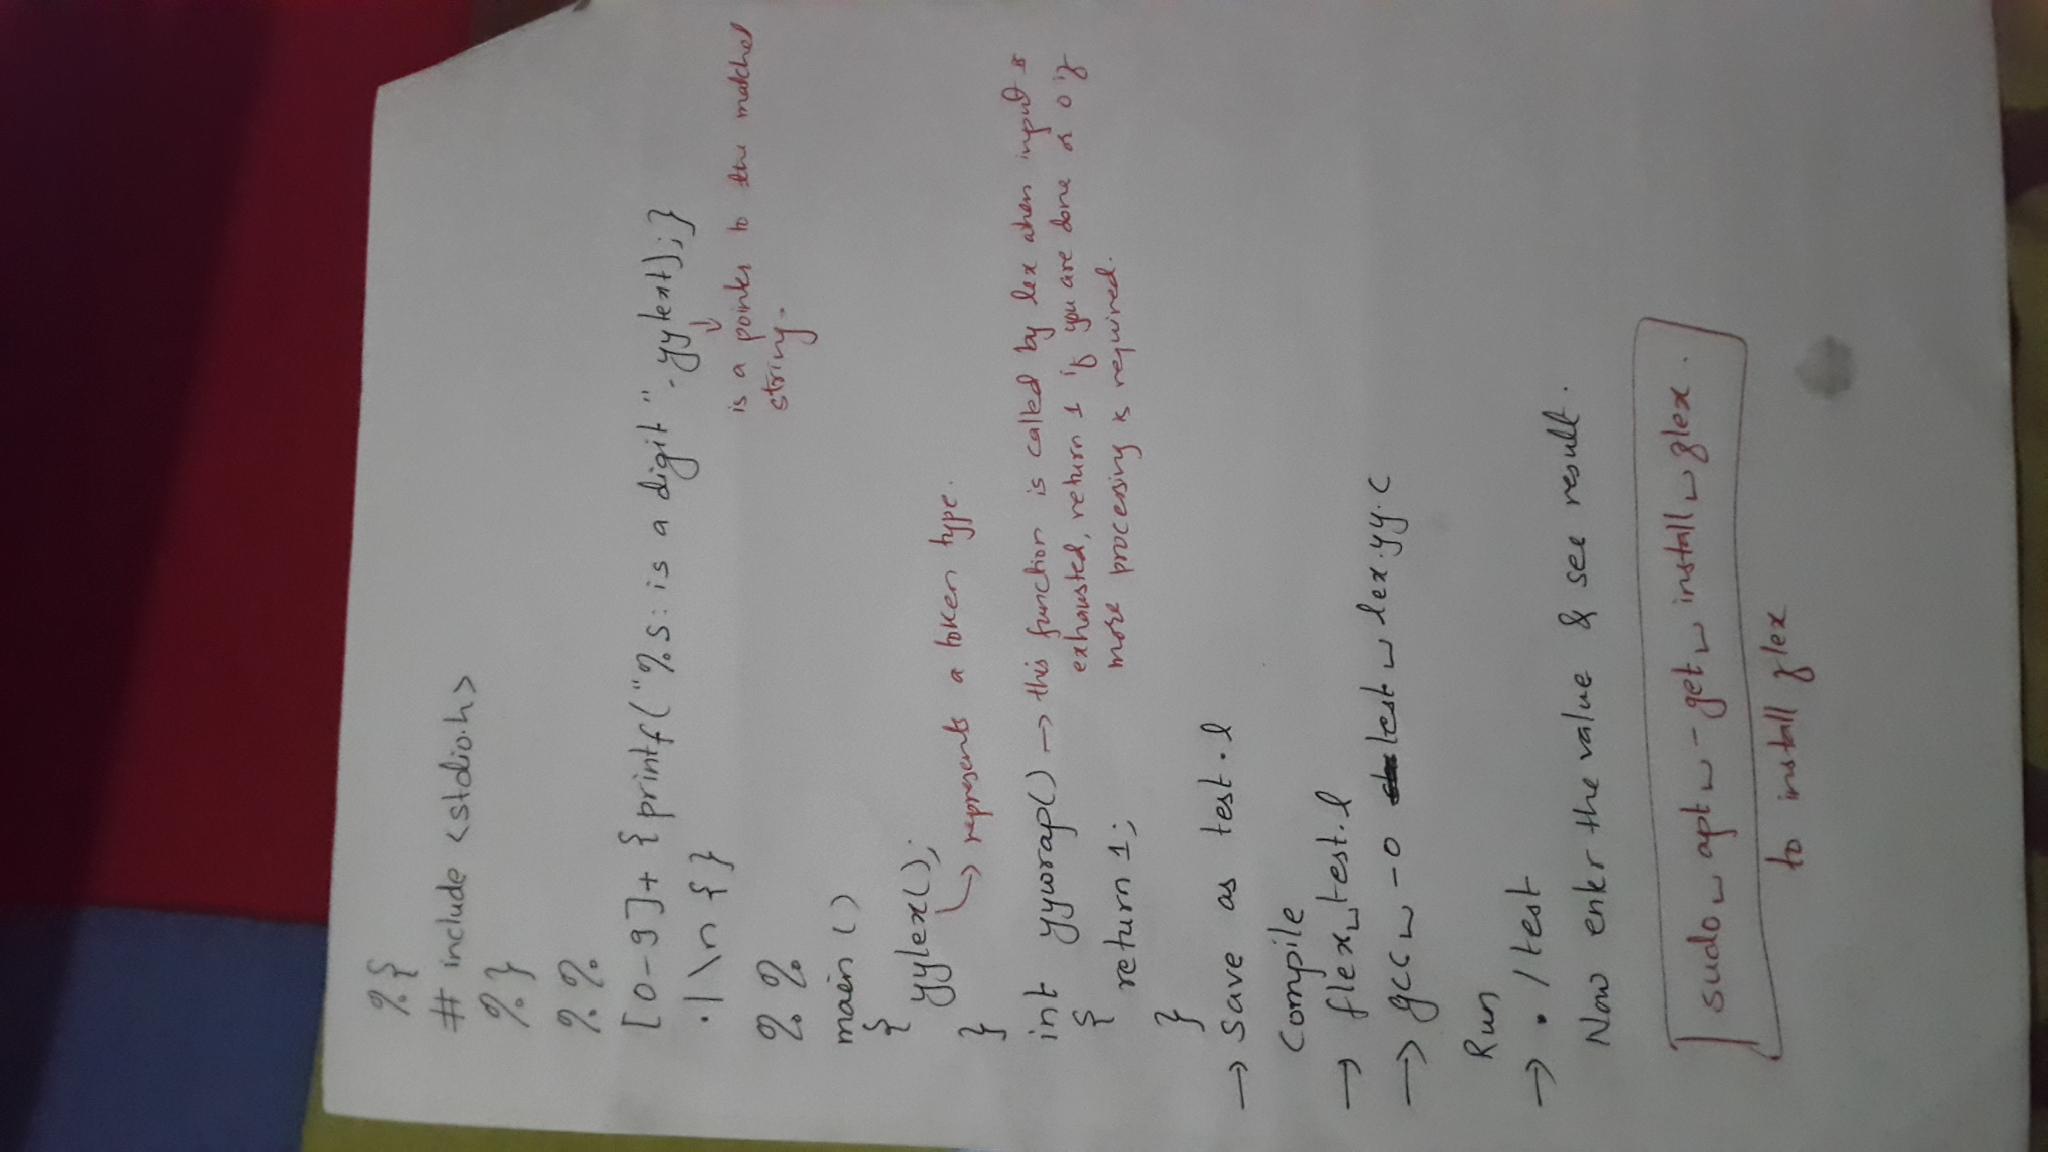 %{
# include <stdio.h>
%}
%%
[0-9]+ {printf("%s: is a digit ", yytext);}
.|\n {}
is a pointer to the matched
string.
%%
main ()
{
yylex();
→ represents a token type.
}
int yywrap() → this function is called by lex when input is
exhausted, return 1 if you are done or 0 if
more processing is required.
{
return 1;
}
→ save as test.l
Compile
→ flex␣test.l
→ gcc␣-o test␣lex.yy.c
Run
→ ./test
Now enter the value & see result.
sudo␣apt␣-get␣install␣flex.
to install flex